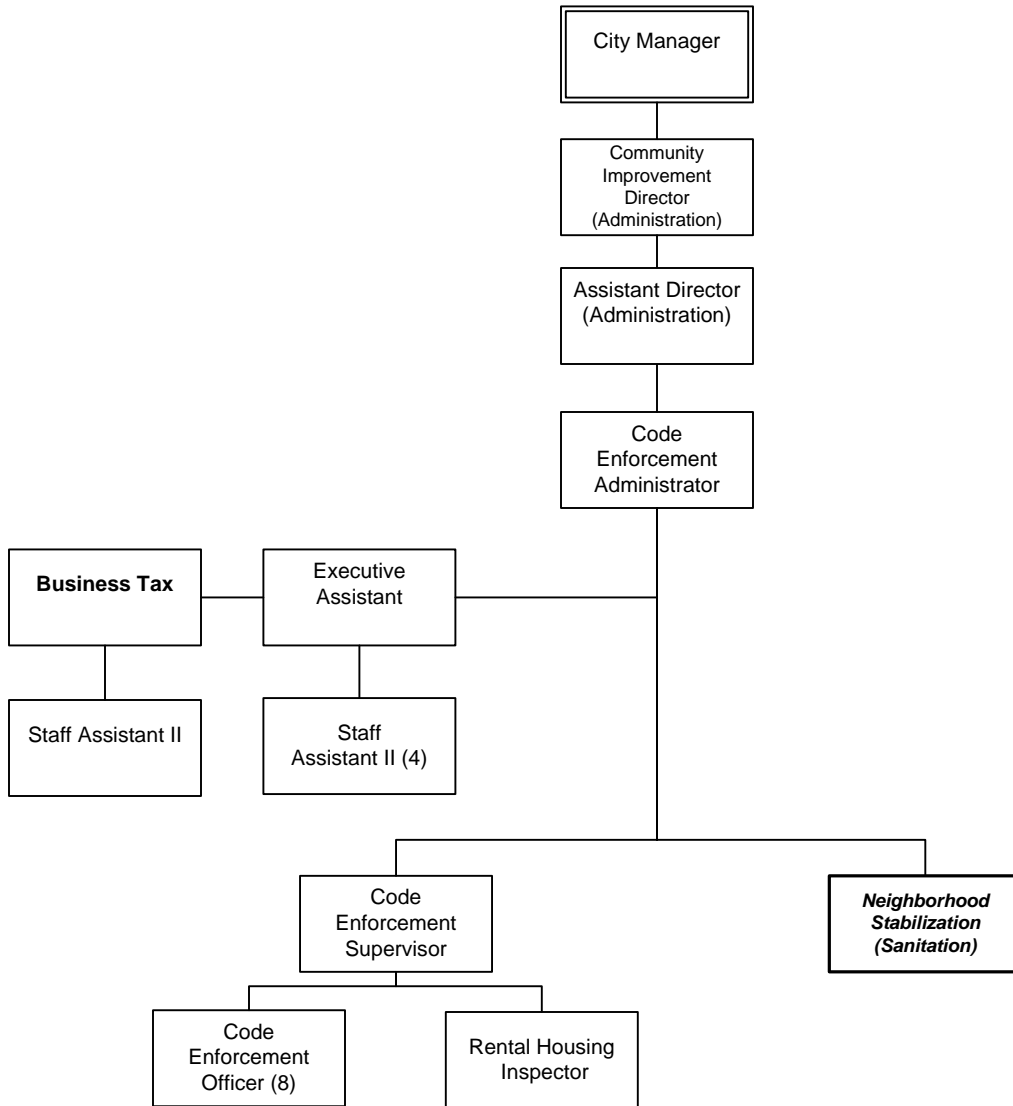 City Manager
Community
Improvement
Director
(Administration)
Assistant Director
(Administration)
Code
Enforcement
Administrator
Business Tax
Executive
Assistant
Staff Assistant II
Staff
Assistant II (4)
Code
Enforcement
Supervisor
Neighborhood
Stabilization
(Sanitation)
Code
Enforcement
Officer (8)
Rental Housing
Inspector